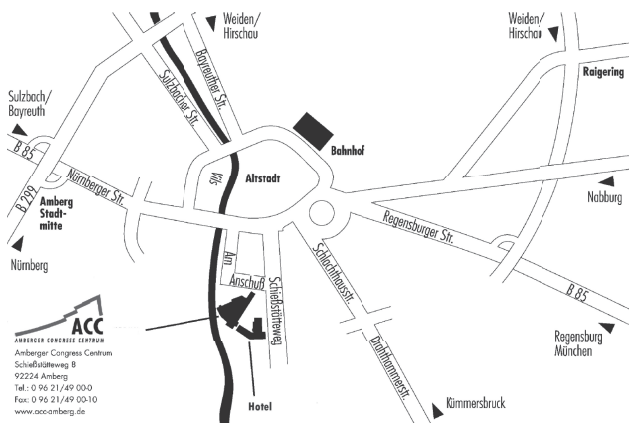 Weiden/
Hirschau
Weiden/
Hirschau
Bayreuther Str.
Sulzbacher Str.
Raigering
Sulzbach/
Bayreuth
B 85
Bahnhof
Vils
Altstadt
Nürnberger Str.
B 299
Amberg
Stadt-
mitte
Nabburg
Regensburger Str.
Nürnberg
Am
Anschuß
Schießstätteweg
Schlachthausstr.
B 85
ACC
AMBERGER CONGRESS CENTRUM
Regensburg
München
Amberger Congress Centrum
Schießstätteweg 8
92224 Amberg
Tel.: 0 96 21/49 00-0
Fax: 0 96 21/49 00-10
www.acc-amberg.de
Drahthammerstr.
Hotel
Kümmersbruck